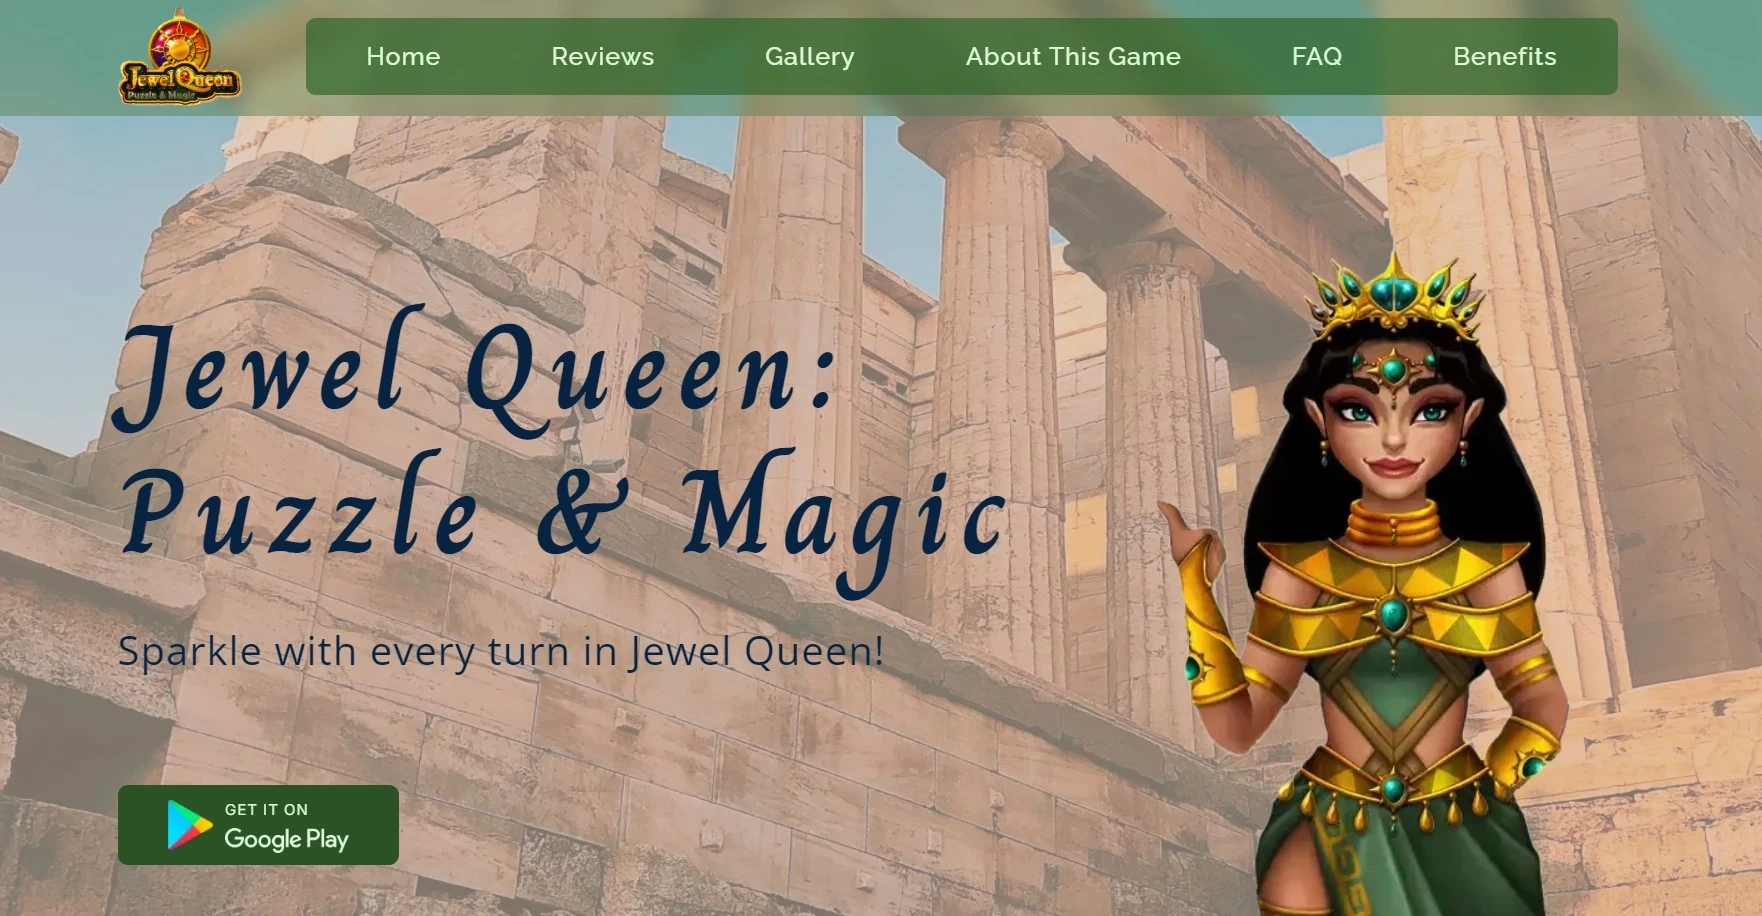 Jewel Queen
Puzzle & Magic
Home
Reviews
Gallery
About This Game
FAQ
Benefits
Jewel Queen:
Puzzle & Magic
Sparkle with every turn in Jewel Queen!
GET IT ON
Google Play